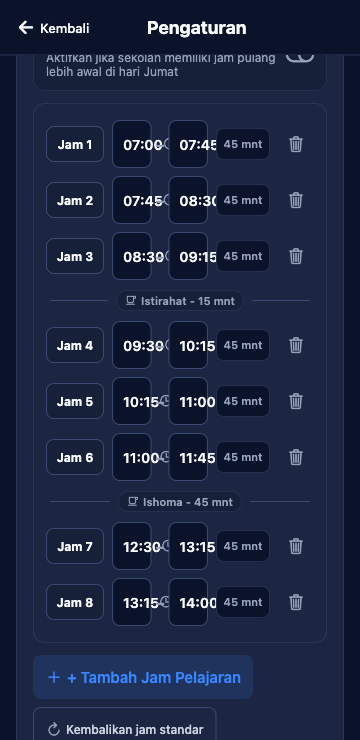 Kembali
Pengaturan
Aktifkan jika sekolah memiliki jam pulang
lebih awal di hari Jumat
Jam 1 07:00 07:45 45 mnt
Jam 2 07:45 08:30 45 mnt
Jam 3 08:30 09:15 45 mnt
Istirahat - 15 mnt
Jam 4 09:30 10:15 45 mnt
Jam 5 10:15 11:00 45 mnt
Jam 6 11:00 11:45 45 mnt
Ishoma - 45 mnt
Jam 7 12:30 13:15 45 mnt
Jam 8 13:15 14:00 45 mnt
+ Tambah Jam Pelajaran
Kembalikan jam standar